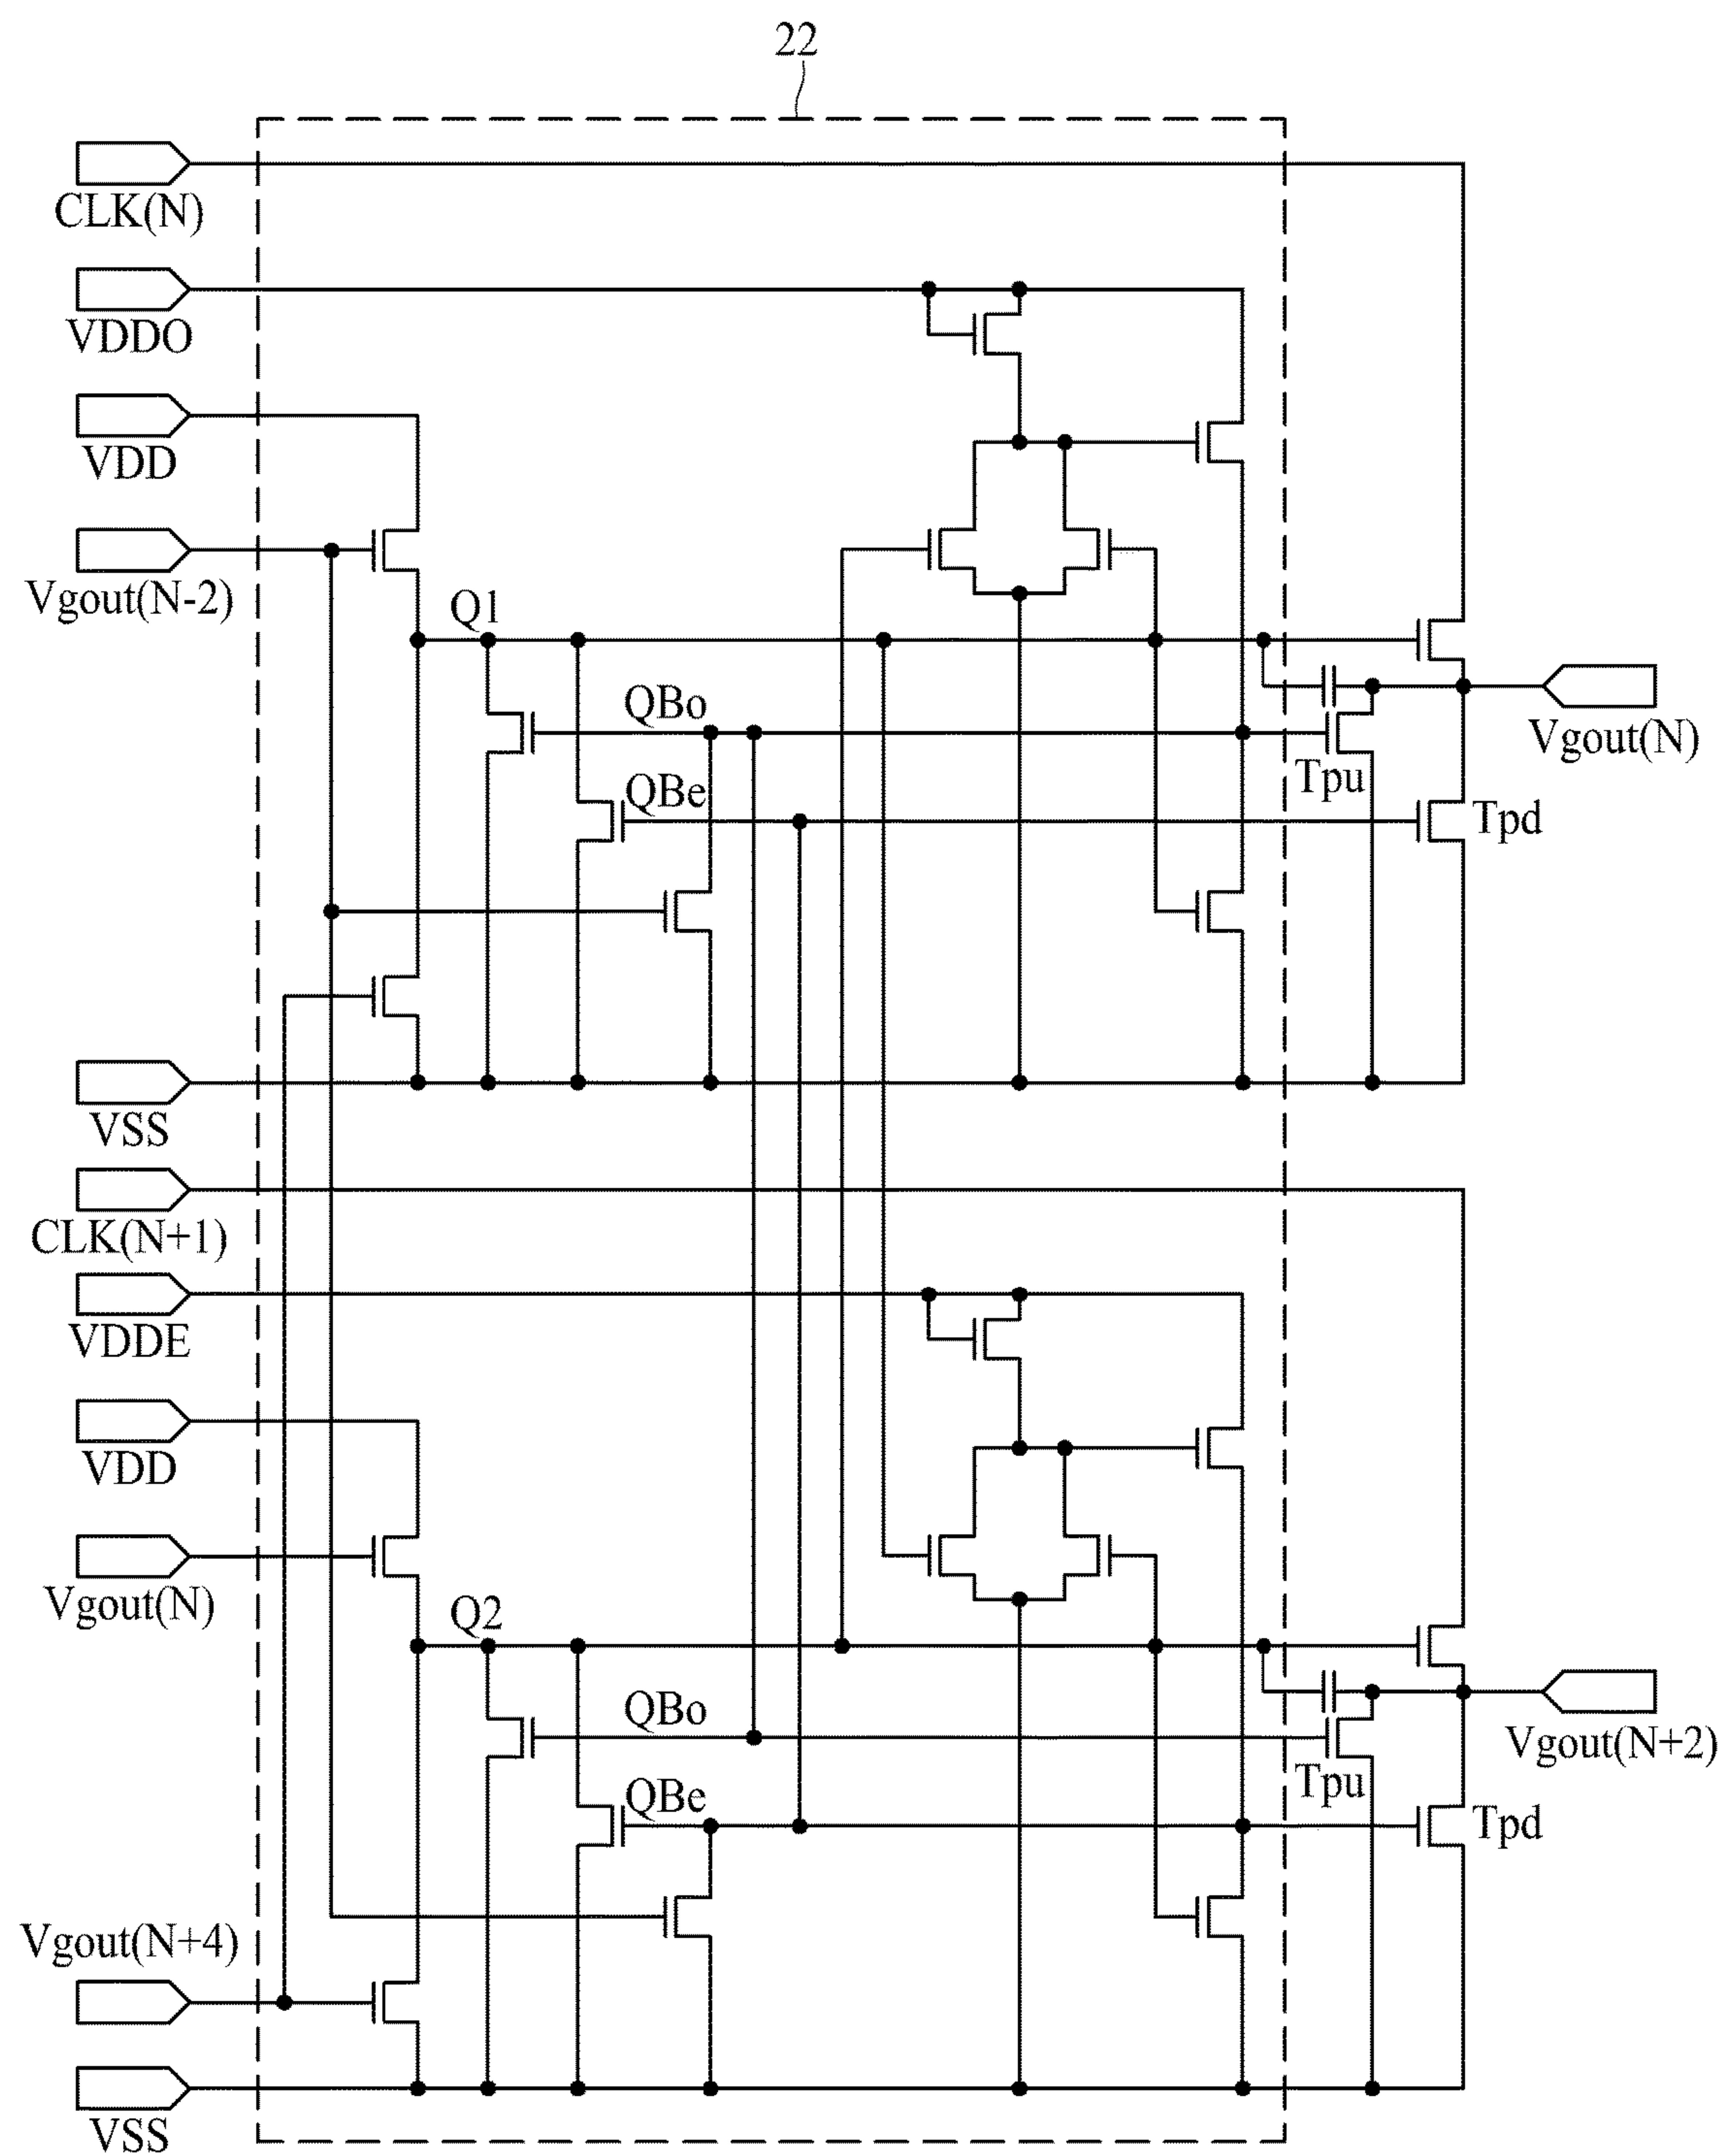 22
CLK(N)
VDDO
VDD
Vgout(N-2)
Q1
QBo
Vgout(N)
Tpu
QBe
Tpd
VSS
CLK(N+1)
VDDE
VDD
Vgout(N)
Q2
QBo
Vgout(N+2)
Tpu
QBe
Tpd
Vgout(N+4)
VSS